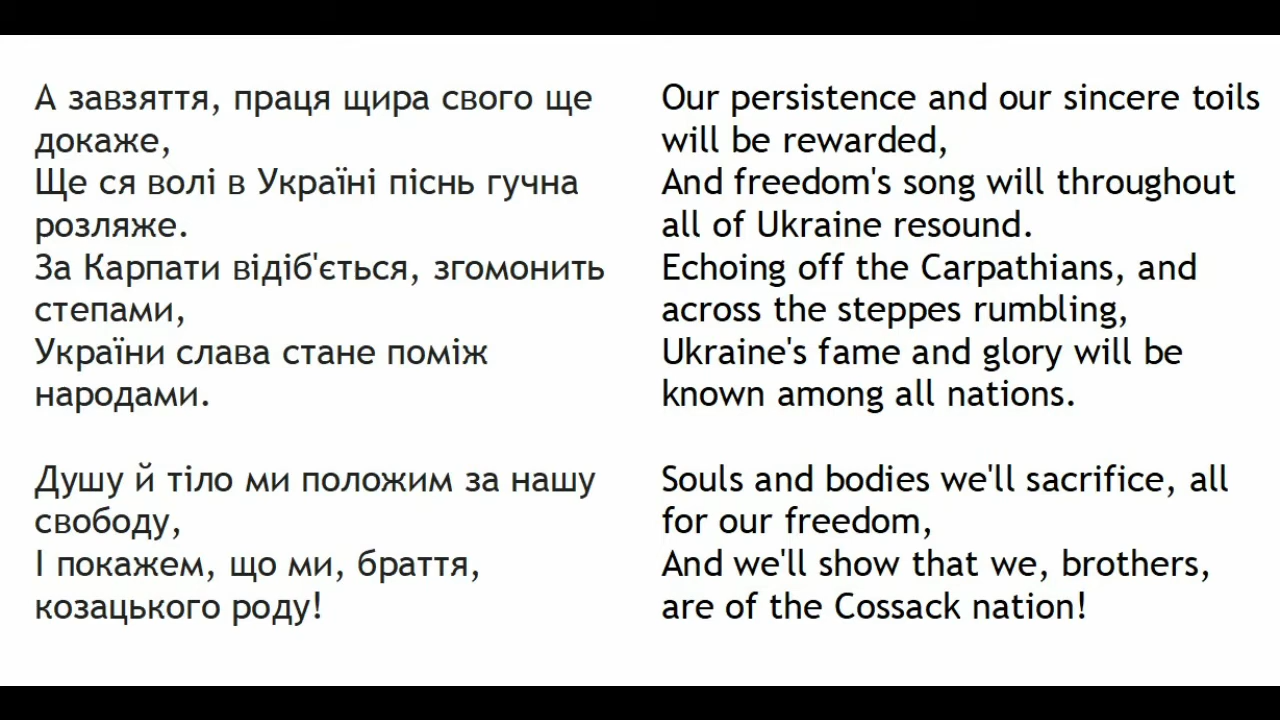 А завзяття, праця щира свого ще
докаже,
Ще ся волі в Україні піснь гучна
розляже.
За Карпати відіб'ється, згомонить
степами,
України слава стане поміж
народами.
Душу й тіло ми положим за нашу
свободу,
І покажем, що ми, браття,
козацького роду!
Our persistence and our sincere toils
will be rewarded,
And freedom's song will throughout
all of Ukraine resound.
Echoing off the Carpathians, and
across the steppes rumbling,
Ukraine's fame and glory will be
known among all nations.
Souls and bodies we'll sacrifice, all
for our freedom,
And we'll show that we, brothers,
are of the Cossack nation!